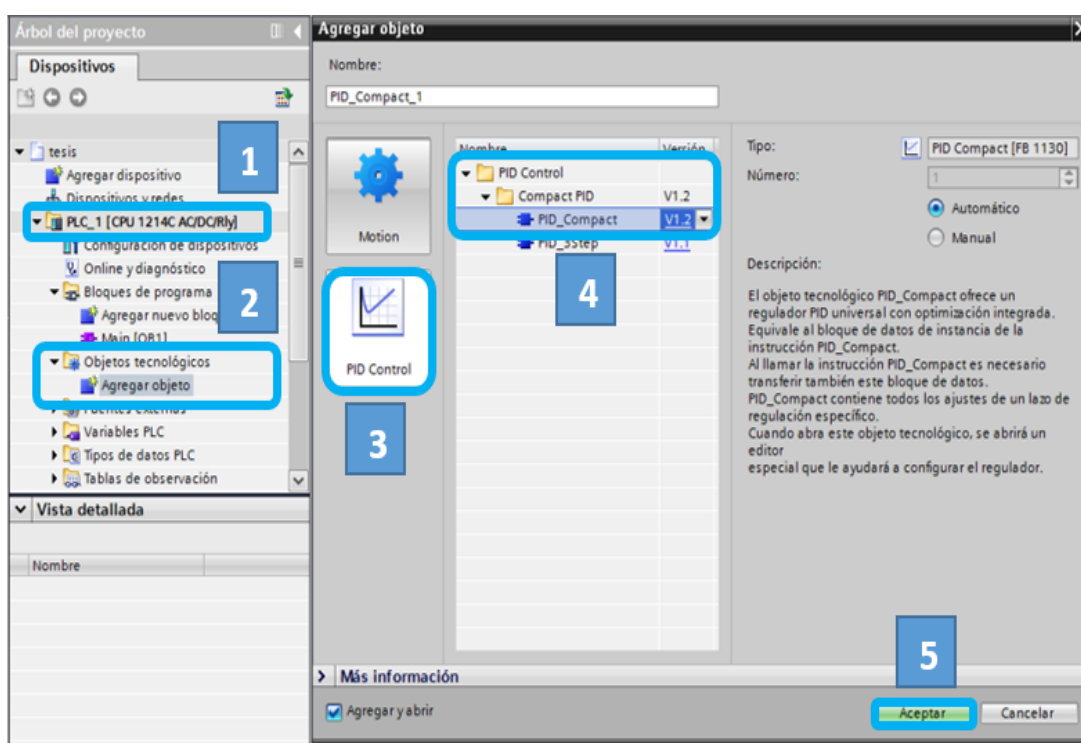 Árbol del proyecto
Dispositivos
tesis
Agregar dispositivo
Dispositivos y redes
PLC_1 [CPU 1214C AC/DC/Rly]
Configuración de dispositivos
Online y diagnóstico
Bloques de programa
Agregar nuevo bloq
Main [OB1]
Objetos tecnológicos
Agregar objeto
Fuentes externas
Variables PLC
Tipos de datos PLC
Tablas de observación
1
2
Vista detallada
Nombre
Agregar objeto
Nombre:
PID_Compact_1
Motion
PID Control
3
Nombre Versión
PID Control
Compact PID V1.2
PID_Compact V1.2
PID_3Step V1.1
4
Tipo: PID Compact [FB 1130]
Número: 1
Automático
Manual
Descripción:
El objeto tecnológico PID_Compact ofrece un
regulador PID universal con optimización integrada.
Equivale al bloque de datos de instancia de la
instrucción PID_Compact.
Al llamar la instrucción PID_Compact es necesario
transferir también este bloque de datos.
PID_Compact contiene todos los ajustes de un lazo de
regulación específico.
Cuando abra este objeto tecnológico, se abrirá un
editor
especial que le ayudará a configurar el regulador.
5
Más información
Agregar y abrir
Aceptar Cancelar